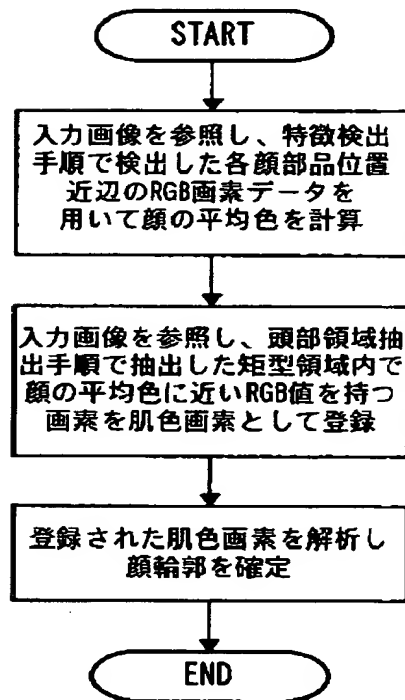 START
入力画像を参照し、特徴検出
手順で検出した各顔部品位置
近辺のRGB画素データを
用いて顔の平均色を計算
入力画像を参照し、頭部領域抽
出手順で抽出した矩型領域内で
顔の平均色に近いRGB値を持つ
画素を肌色画素として登録
登録された肌色画素を解析し
顔輪郭を確定
END